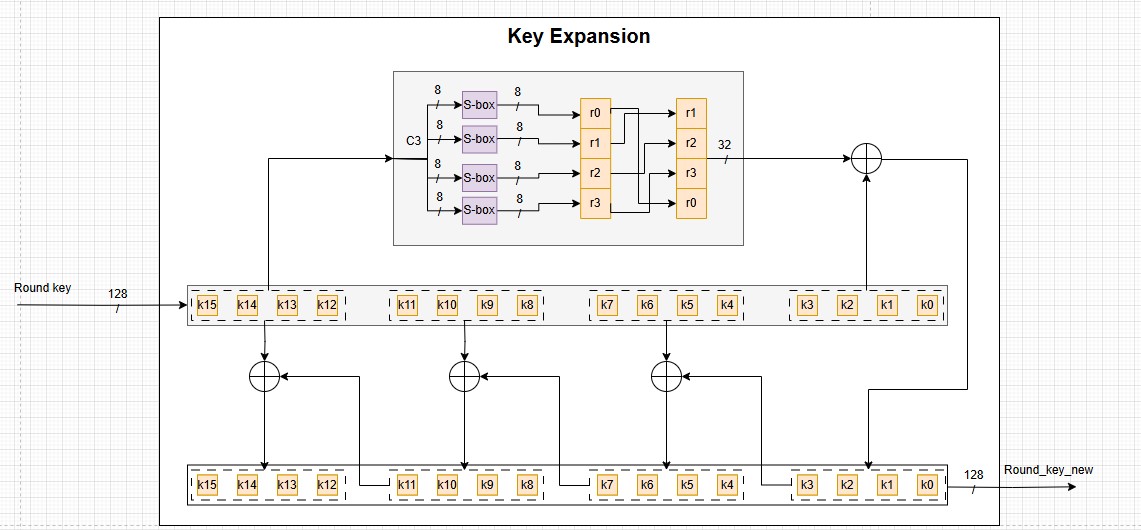 Key Expansion
8 S-box 8 r0 r1
8 S-box 8 r1 r2
C3
32
8 S-box 8 r2 r3
8 S-box 8 r3 r0
Round key
128
/
k15 k14 k13 k12 k11 k10 k9 k8 k7 k6 k5 k4 k3 k2 k1 k0
k15 k14 k13 k12 k11 k10 k9 k8 k7 k6 k5 k4 k3 k2 k1 k0
128
/
Round_key_new